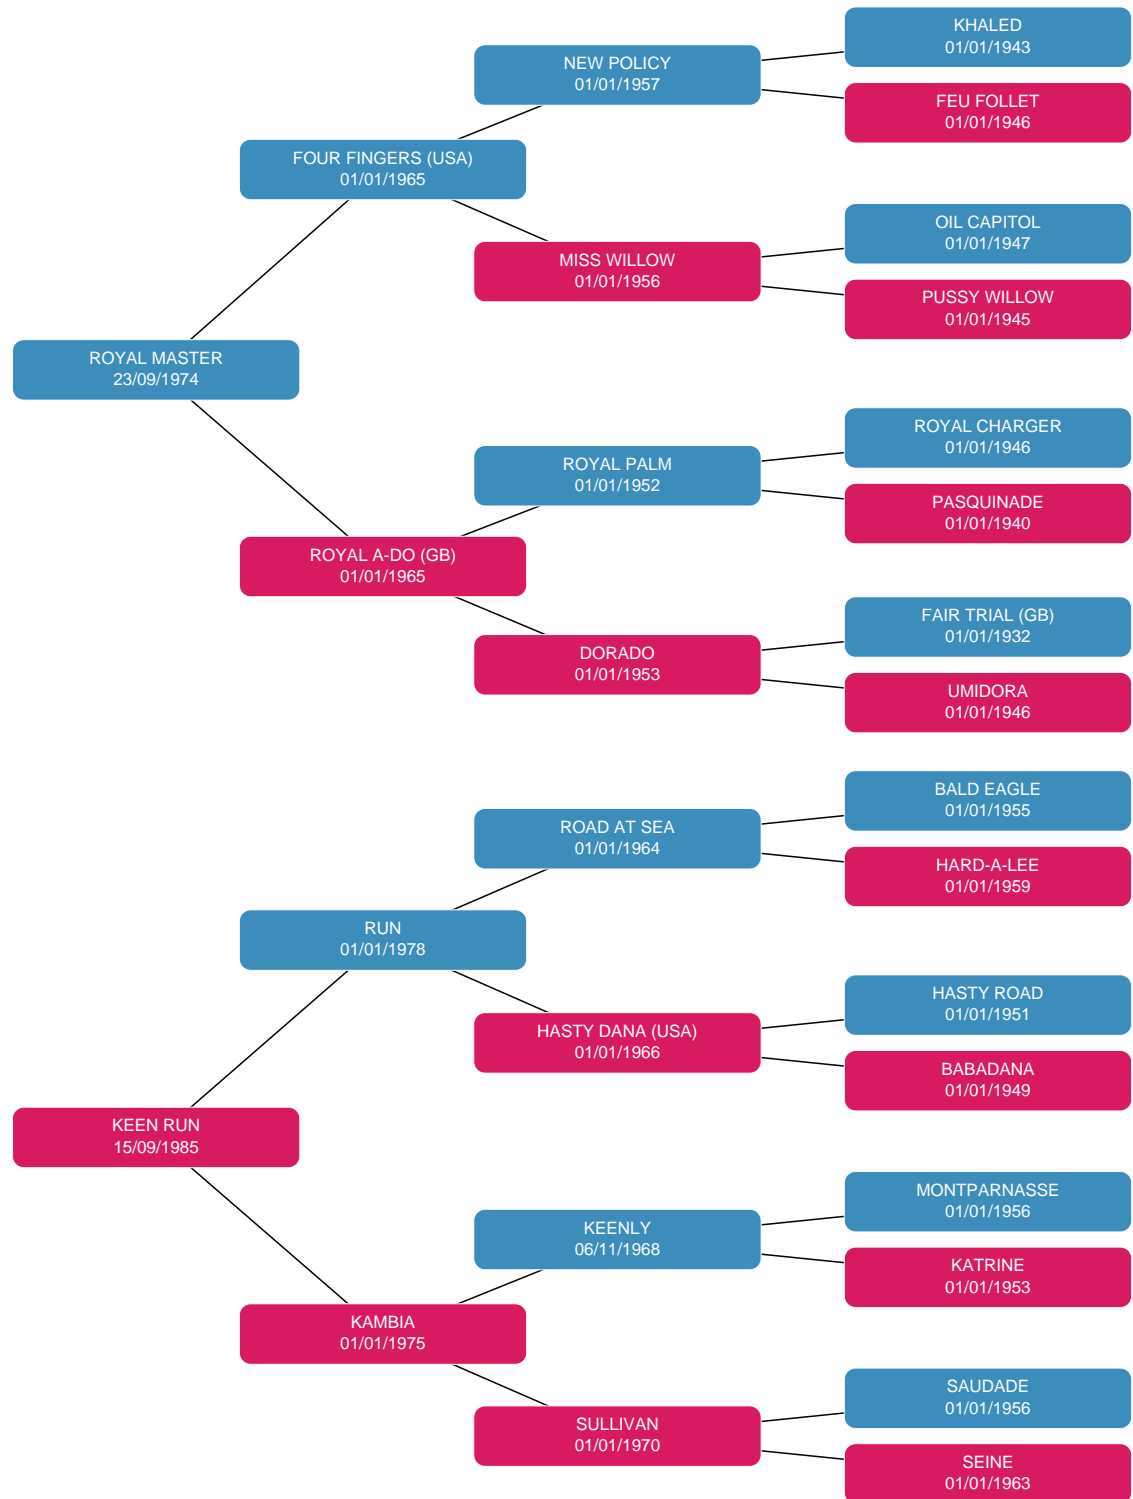 KHALED
01/01/1943
NEW POLICY
01/01/1957
FEU FOLLET
01/01/1946
FOUR FINGERS (USA)
01/01/1965
OIL CAPITOL
01/01/1947
MISS WILLOW
01/01/1956
PUSSY WILLOW
01/01/1945
ROYAL MASTER
23/09/1974
ROYAL CHARGER
01/01/1946
ROYAL PALM
01/01/1952
PASQUINADE
01/01/1940
ROYAL A-DO (GB)
01/01/1965
FAIR TRIAL (GB)
01/01/1932
DORADO
01/01/1953
UMIDORA
01/01/1946
BALD EAGLE
01/01/1955
ROAD AT SEA
01/01/1964
HARD-A-LEE
01/01/1959
RUN
01/01/1978
HASTY ROAD
01/01/1951
HASTY DANA (USA)
01/01/1966
BABADANA
01/01/1949
KEEN RUN
15/09/1985
MONTPARNASSE
01/01/1956
KEENLY
06/11/1968
KATRINE
01/01/1953
KAMBIA
01/01/1975
SAUDADE
01/01/1956
SULLIVAN
01/01/1970
SEINE
01/01/1963